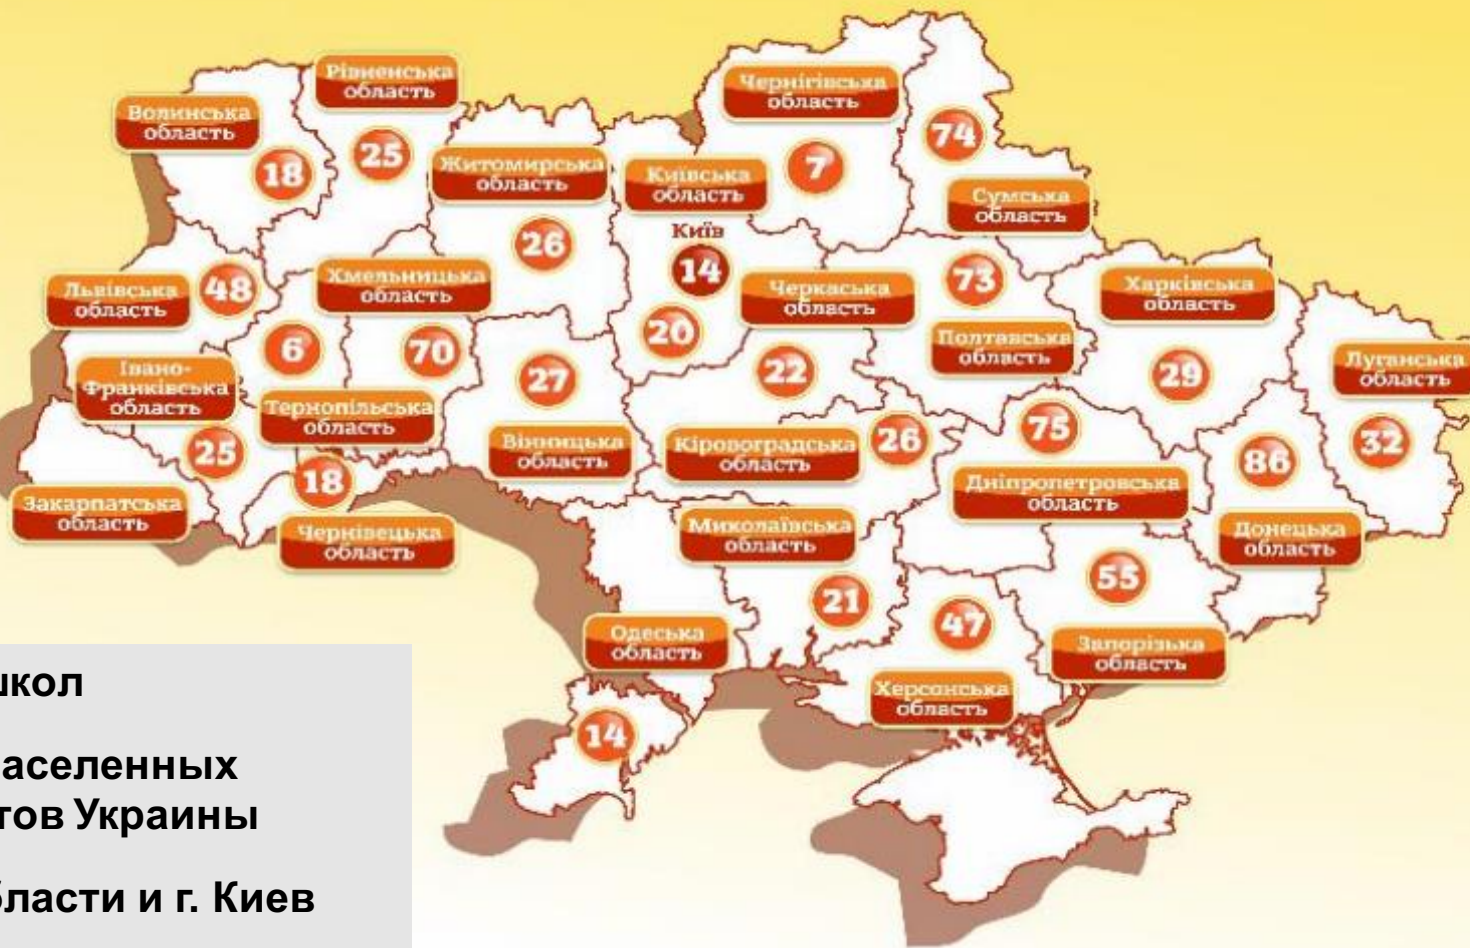 Рівненська
область
Волинська
область
18
25
Житомирська
область
26
Київська
область
Київ
14
20
Чернігівська
область
7
74
Сумська
область
Львівська
область
48
Хмельницька
область
70
6
Тернопільська
область
Івано-
Франківська
область
25
Закарпатська
область
18
Чернівецька
область
27
Вінницька
область
Черкаська
область
22
73
Полтавська
область
Харківська
область
29
Луганська
область
32
Кіровоградська
область
26
75
Дніпропетровська
область
86
Донецька
область
Миколаївська
область
21
Одеська
область
14
47
Херсонська
область
55
Запорізька
область
школ
аселенных
тов Украины
бласти и г. Киев